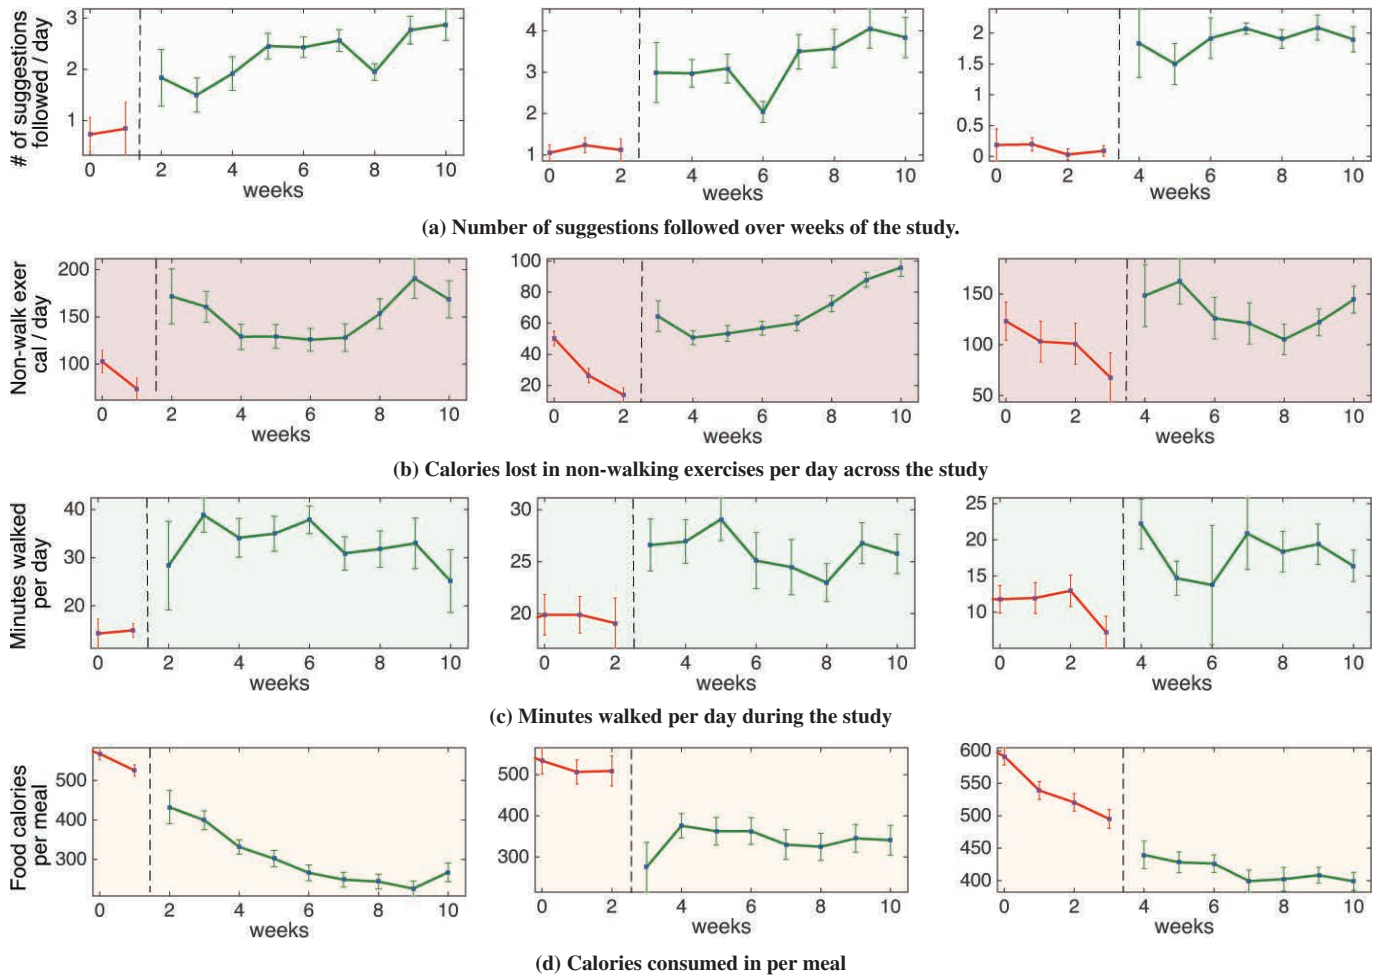 # of suggestions
followed / day
3
2
1
0 2 4 6 8 10
weeks
4
3
2
1
0 2 4 6 8 10
weeks
2
1
0.5
0
0 2 4 6 8 10
weeks
(a) Number of suggestions followed over weeks of the study.
Non-walk exer
cal / day
200
150
100
0 2 4 6 8 10
weeks
100
80
60
40
20
0 2 4 6 8 10
weeks
150
100
50
0 2 4 6 8 10
weeks
(b) Calories lost in non-walking exercises per day across the study
Minutes walked
per day
40
30
20
0 2 4 6 8 10
weeks
30
25
20
0 2 4 6 8 10
weeks
25
20
15
10
0 2 4 6 8 10
weeks
(c) Minutes walked per day during the study
Food calories
per meal
500
400
300
0 2 4 6 8 10
weeks
500
400
300
0 2 4 6 8 10
weeks
600
550
500
450
400
0 2 4 6 8 10
weeks
(d) Calories consumed in per meal